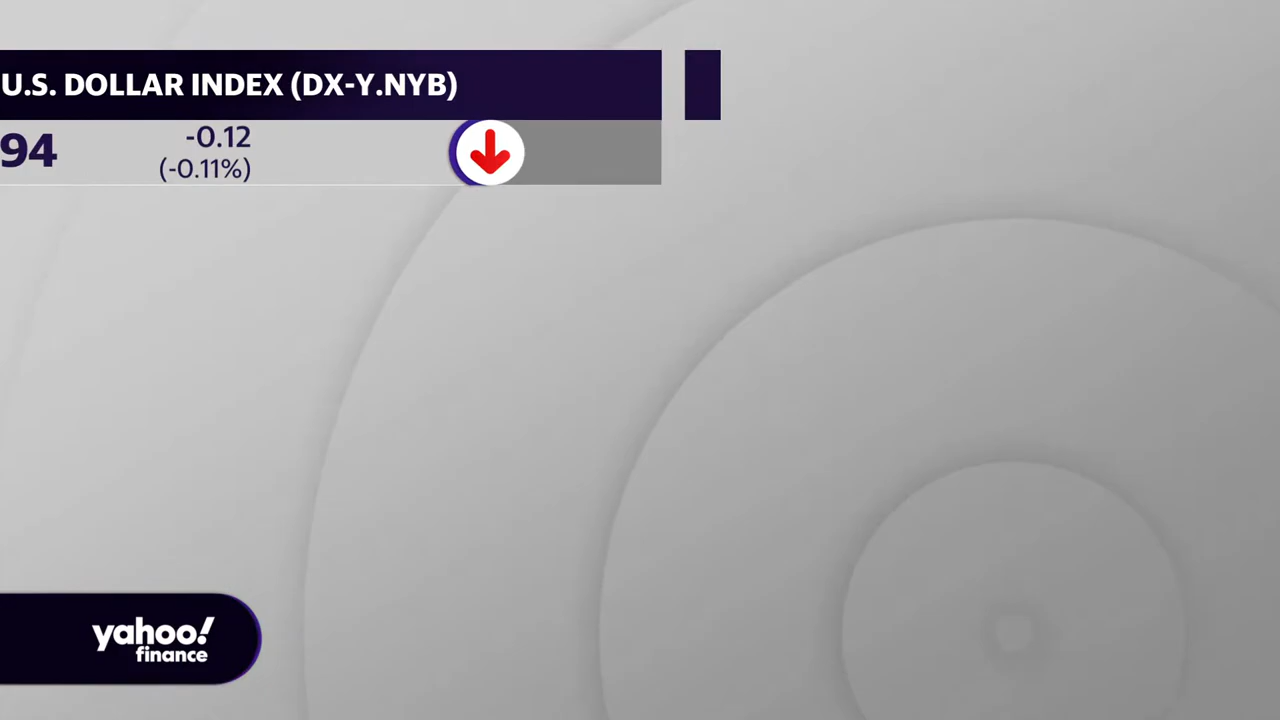 U.S. DOLLAR INDEX (DX-Y.NYB)
94 -0.12
(-0.11%)
yahoo!
finance